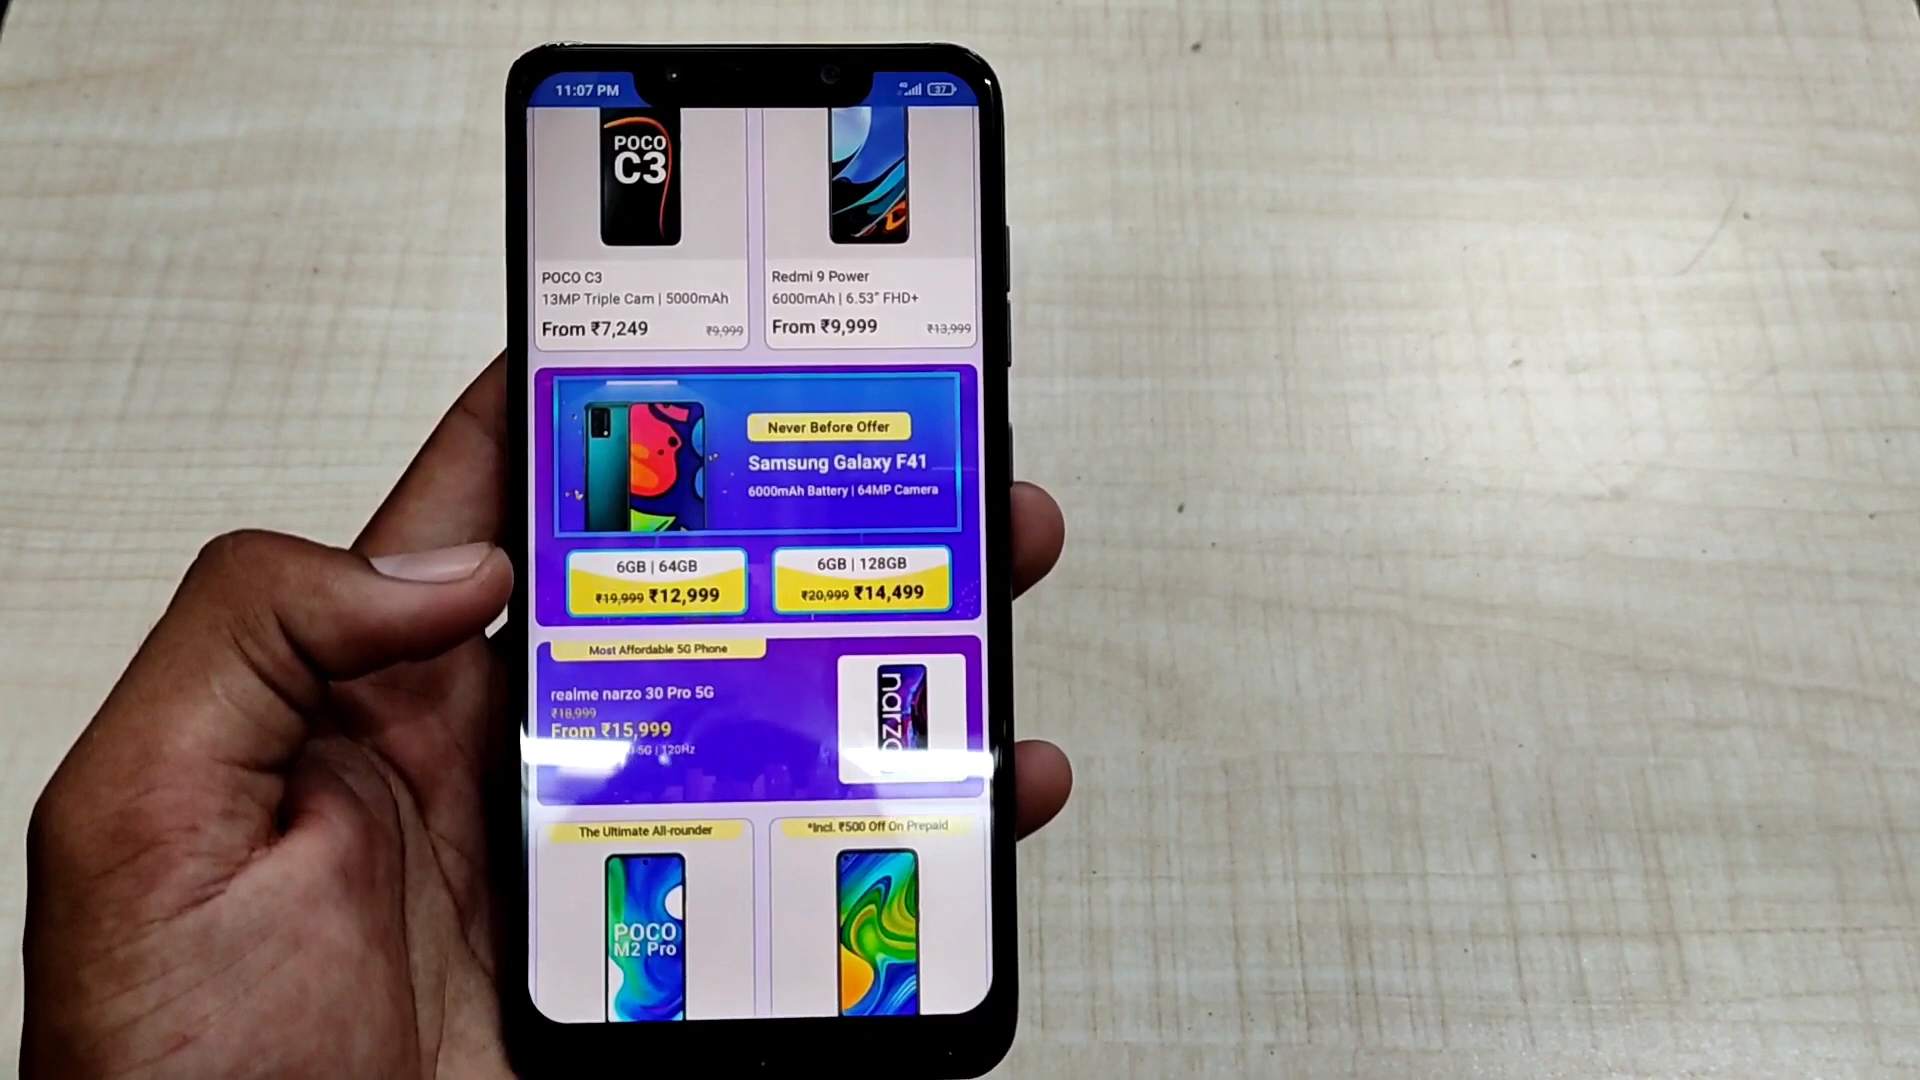 11:07 PM
4G
37
POCO
C3
POCO C3
13MP Triple Cam | 5000mAh
From ₹7,249 ₹9,999
Redmi 9 Power
6000mAh | 6.53" FHD+
From ₹9,999 ₹13,999
Never Before Offer
Samsung Galaxy F41
6000mAh Battery | 64MP Camera
6GB | 64GB
₹19,999 ₹12,999
6GB | 128GB
₹20,999 ₹14,499
Most Affordable 5G Phone
realme narzo 30 Pro 5G
₹18,999
From ₹15,999
5G | 120Hz
narzo
The Ultimate All-rounder
*Incl. ₹500 Off On Prepaid
POCO
M2 Pro